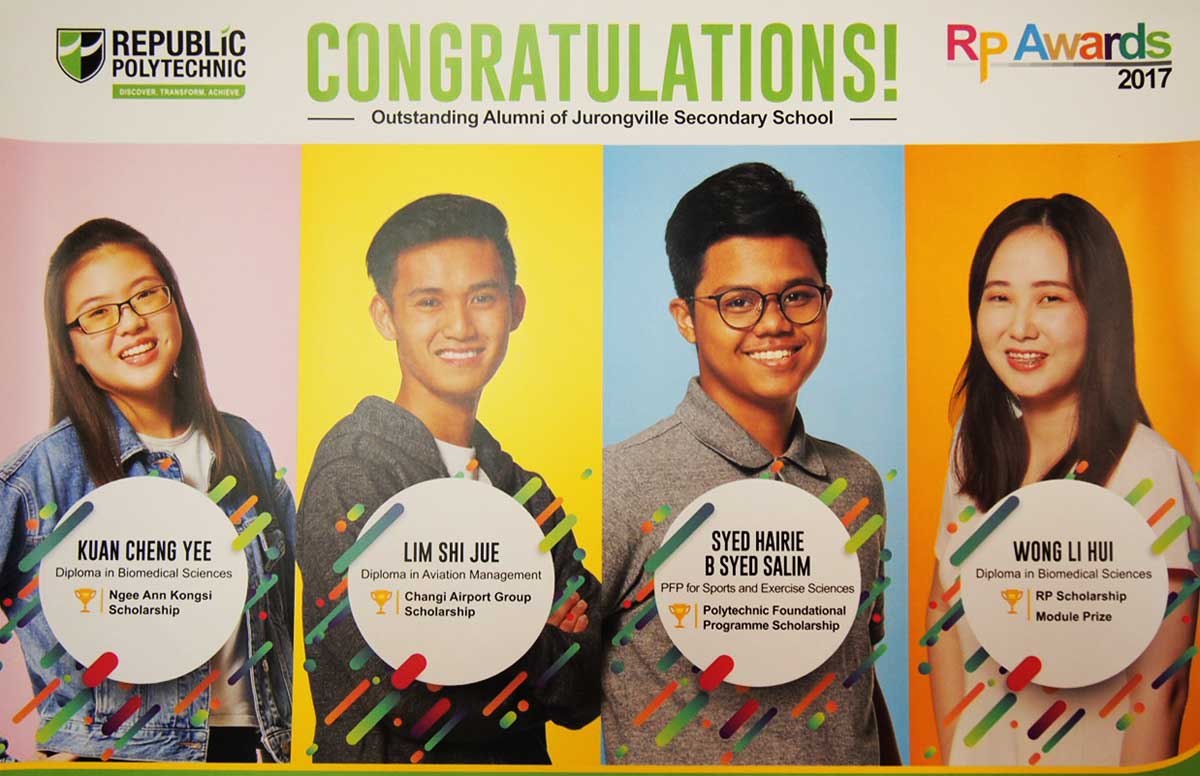 REPUBLIC
POLYTECHNIC
DISCOVER. TRANSFORM. ACHIEVE
CONGRATULATIONS!
Outstanding Alumni of Jurongville Secondary School
RP Awards
2017
KUAN CHENG YEE
Diploma in Biomedical Sciences
Ngee Ann Kongsi
Scholarship
LIM SHI JUE
Diploma in Aviation Management
Changi Airport Group
Scholarship
SYED HAIRIE
B SYED SALIM
PFP for Sports and Exercise Sciences
Polytechnic Foundational
Programme Scholarship
WONG LI HUI
Diploma in Biomedical Sciences
RP Scholarship
Module Prize